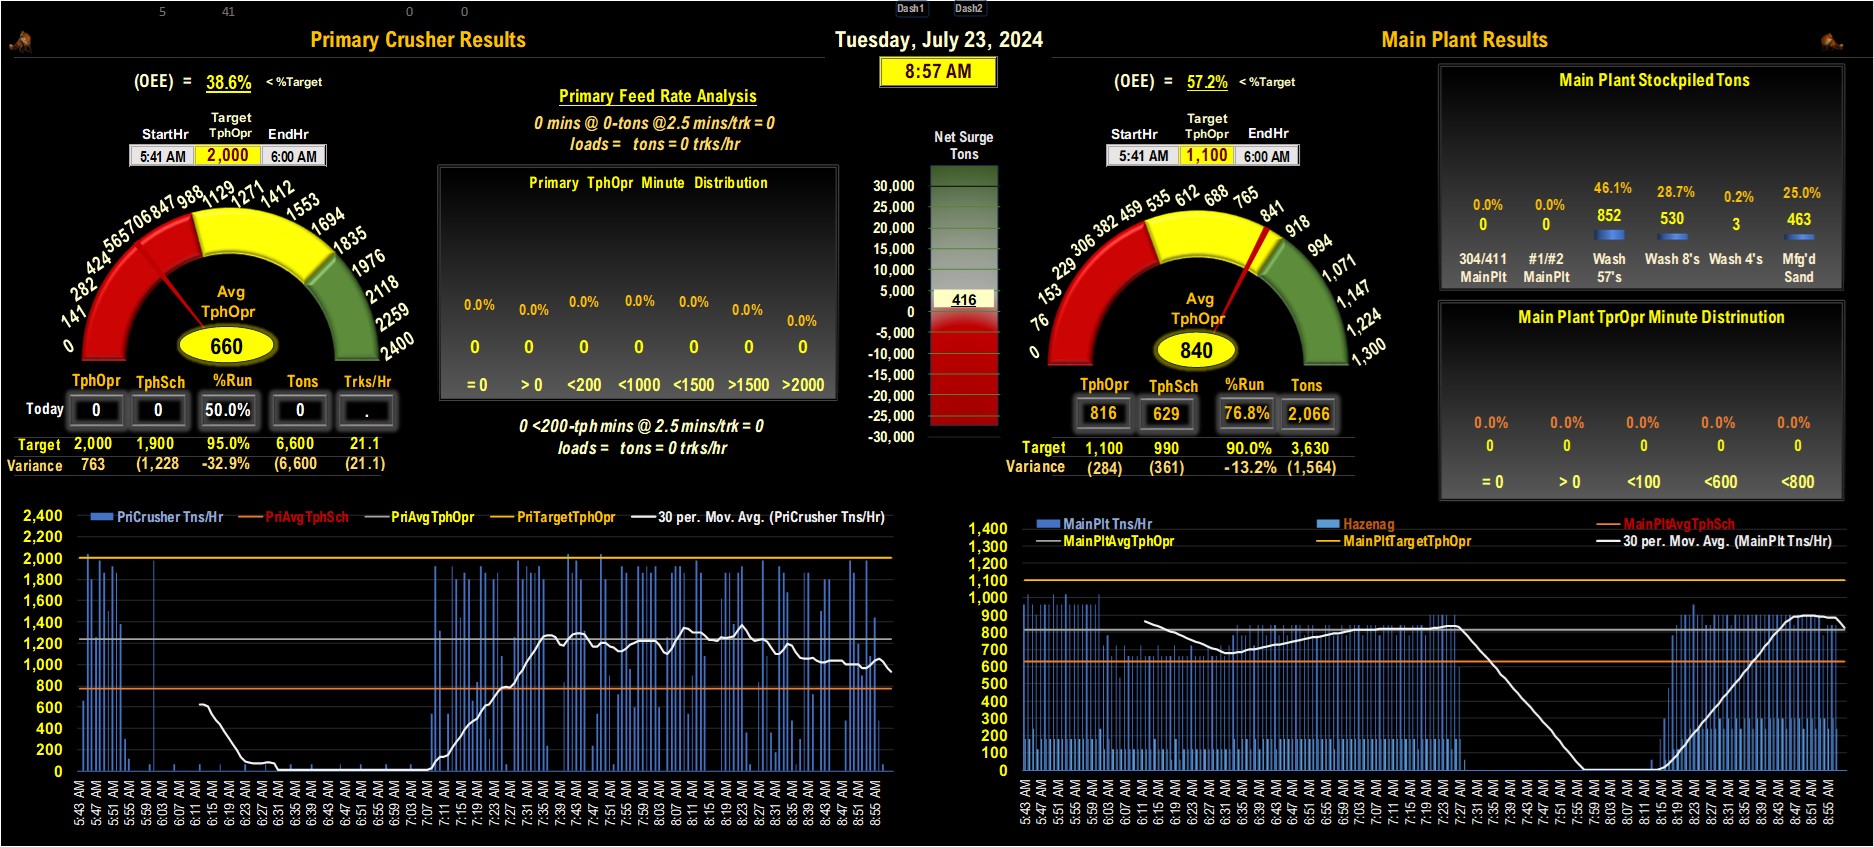 5 41 0 0 Dash1 Dash2
Primary Crusher Results
Tuesday, July 23, 2024
Main Plant Results
8:57 AM
(OEE) = 38.6% < %Target
Target
StartHr TphOpr EndHr
5:41 AM 2,000 6:00 AM
0 141 282 424 565 706 847 988 1129 1271 1412 1553 1694 1835 1976 2118 2259 2400
Avg
TphOpr
660
TphOpr TphSch %Run Tons Trks/Hr
Today 0 0 50.0% 0 .
Target 2,000 1,900 95.0% 6,600 21.1
Variance 763 (1,228 -32.9% (6,600 (21.1)
Primary Feed Rate Analysis
0 mins @ 0-tons @2.5 mins/trk = 0
loads = tons = 0 trks/hr
Primary TphOpr Minute Distribution
0.0% 0.0% 0.0% 0.0% 0.0% 0.0% 0.0%
0 0 0 0 0 0 0
= 0 > 0 <200 <1000 <1500 >1500 >2000
0 <200-tph mins @ 2.5 mins/trk = 0
loads = tons = 0 trks/hr
Net Surge
Tons
30,000
25,000
20,000
15,000
10,000
5,000
416
0
-5,000
-10,000
-15,000
-20,000
-25,000
-30,000
(OEE) = 57.2% < %Target
Target
StartHr TphOpr EndHr
5:41 AM 1,100 6:00 AM
0 76 153 229 306 382 459 535 612 688 765 841 918 994 1,071 1,147 1,224 1,300
Avg
TphOpr
840
TphOpr TphSch %Run Tons
816 629 76.8% 2,066
Target 1,100 990 90.0% 3,630
Variance (284) (361) -13.2% (1,564)
Main Plant Stockpiled Tons
0.0% 0.0% 46.1% 28.7% 0.2% 25.0%
0 0 852 530 3 463
304/411 #1/#2 Wash Wash 8's Wash 4's Mfg'd
MainPlt MainPlt 57's Sand
Main Plant TprOpr Minute Distrinution
0.0% 0.0% 0.0% 0.0% 0.0%
0 0 0 0 0
= 0 > 0 <100 <600 <800
PriCrusher Tns/Hr PriAvgTphSch PriAvgTphOpr PriTargetTphOpr 30 per. Mov. Avg. (PriCrusher Tns/Hr)
2,400
2,200
2,000
1,800
1,600
1,400
1,200
1,000
800
600
400
200
0
5:43 AM 5:47 AM 5:51 AM 5:55 AM 5:59 AM 6:03 AM 6:07 AM 6:11 AM 6:15 AM 6:19 AM 6:23 AM 6:27 AM 6:31 AM 6:35 AM 6:39 AM 6:43 AM 6:47 AM 6:51 AM 6:55 AM 6:59 AM 7:03 AM 7:07 AM 7:11 AM 7:15 AM 7:19 AM 7:23 AM 7:27 AM 7:31 AM 7:35 AM 7:39 AM 7:43 AM 7:47 AM 7:51 AM 7:55 AM 7:59 AM 8:03 AM 8:07 AM 8:11 AM 8:15 AM 8:19 AM 8:23 AM 8:27 AM 8:31 AM 8:35 AM 8:39 AM 8:43 AM 8:47 AM 8:51 AM 8:55 AM
MainPlt Tns/Hr Hazenag MainPltAvgTphSch
MainPltAvgTphOpr MainPltTargetTphOpr 30 per. Mov. Avg. (MainPlt Tns/Hr)
1,400
1,300
1,200
1,100
1,000
900
800
700
600
500
400
300
200
100
0
5:43 AM 5:47 AM 5:51 AM 5:55 AM 5:59 AM 6:03 AM 6:07 AM 6:11 AM 6:15 AM 6:19 AM 6:23 AM 6:27 AM 6:31 AM 6:35 AM 6:39 AM 6:43 AM 6:47 AM 6:51 AM 6:55 AM 6:59 AM 7:03 AM 7:07 AM 7:11 AM 7:15 AM 7:19 AM 7:23 AM 7:27 AM 7:31 AM 7:35 AM 7:39 AM 7:43 AM 7:47 AM 7:51 AM 7:55 AM 7:59 AM 8:03 AM 8:07 AM 8:11 AM 8:15 AM 8:19 AM 8:23 AM 8:27 AM 8:31 AM 8:35 AM 8:39 AM 8:43 AM 8:47 AM 8:51 AM 8:55 AM